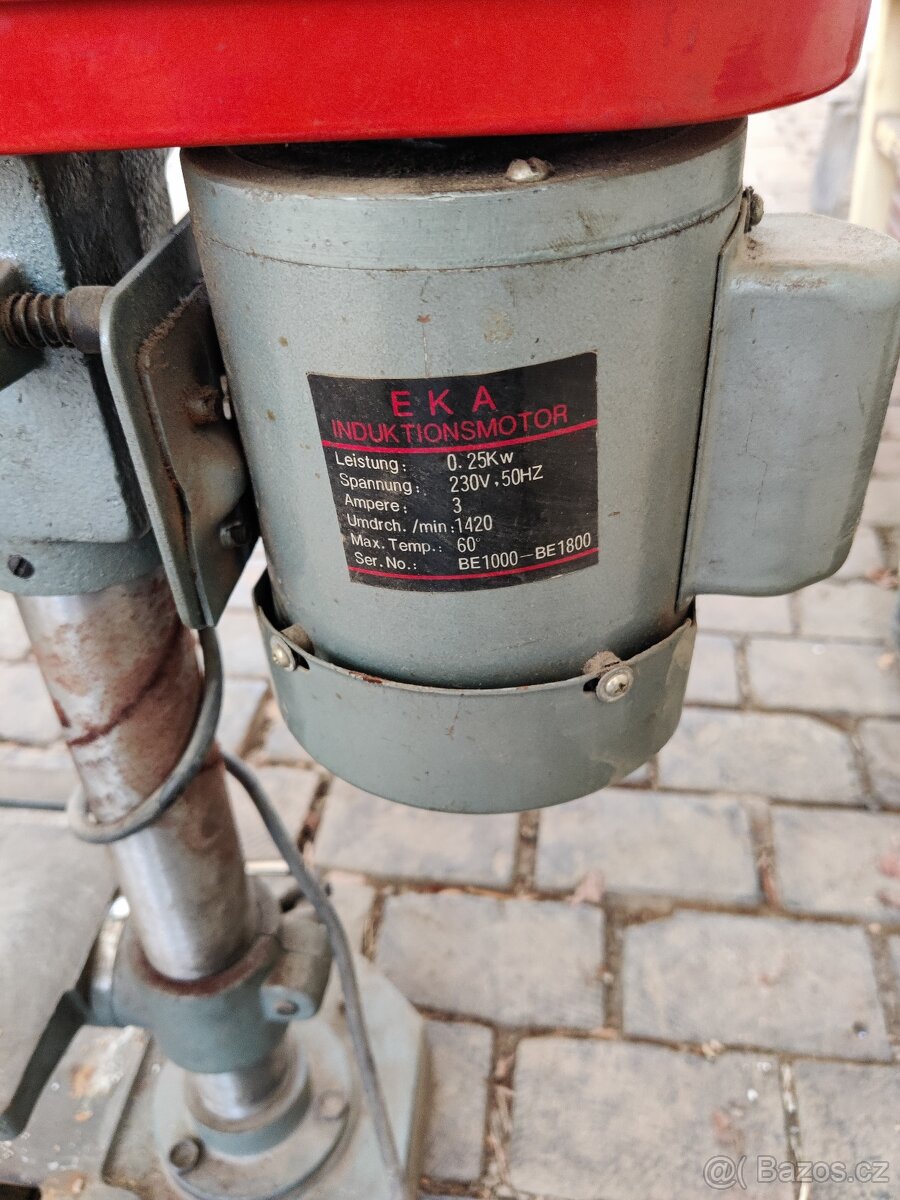 EKA
INDUKTIONSMOTOR
Leistung: 0.25Kw
Spannung: 230V,50HZ
Ampere: 3
Umdrch./min:1420
Max.Temp.: 60°
Ser.No.: BE1000-BE1800
@( Bazos.cz